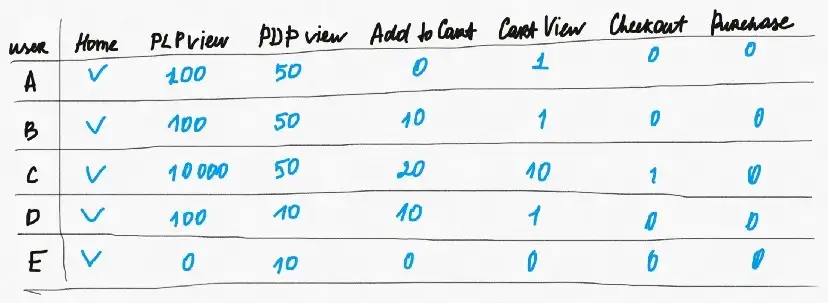 user Home PLP view PDP view Add to Cart Cart View Checkout Purchase
A ✓ 100 50 0 1 0 0
B ✓ 100 50 10 1 0 0
C ✓ 10 000 50 20 10 1 0
D ✓ 100 10 10 1 0 0
E ✓ 0 10 0 0 0 0